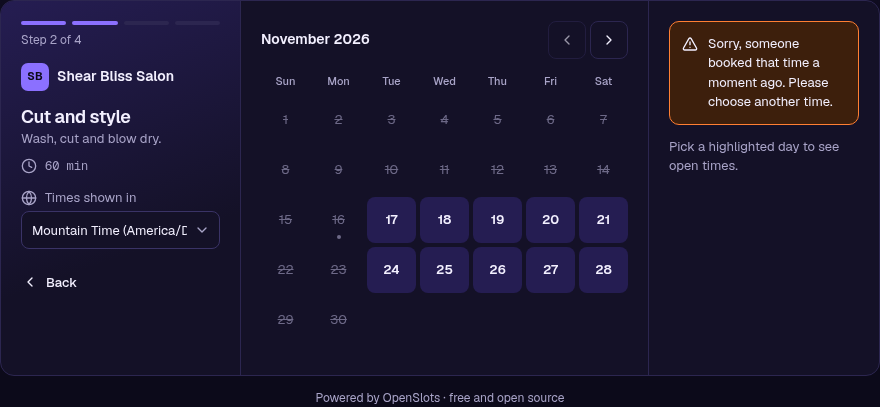 Step 2 of 4
SB Shear Bliss Salon
Cut and style
Wash, cut and blow dry.
60 min
Times shown in
Mountain Time (America/D
Back
November 2026
Sun Mon Tue Wed Thu Fri Sat
1 2 3 4 5 6 7
8 9 10 11 12 13 14
15 16 17 18 19 20 21
22 23 24 25 26 27 28
29 30
Sorry, someone
booked that time a
moment ago. Please
choose another time.
Pick a highlighted day to see
open times.
Powered by OpenSlots · free and open source